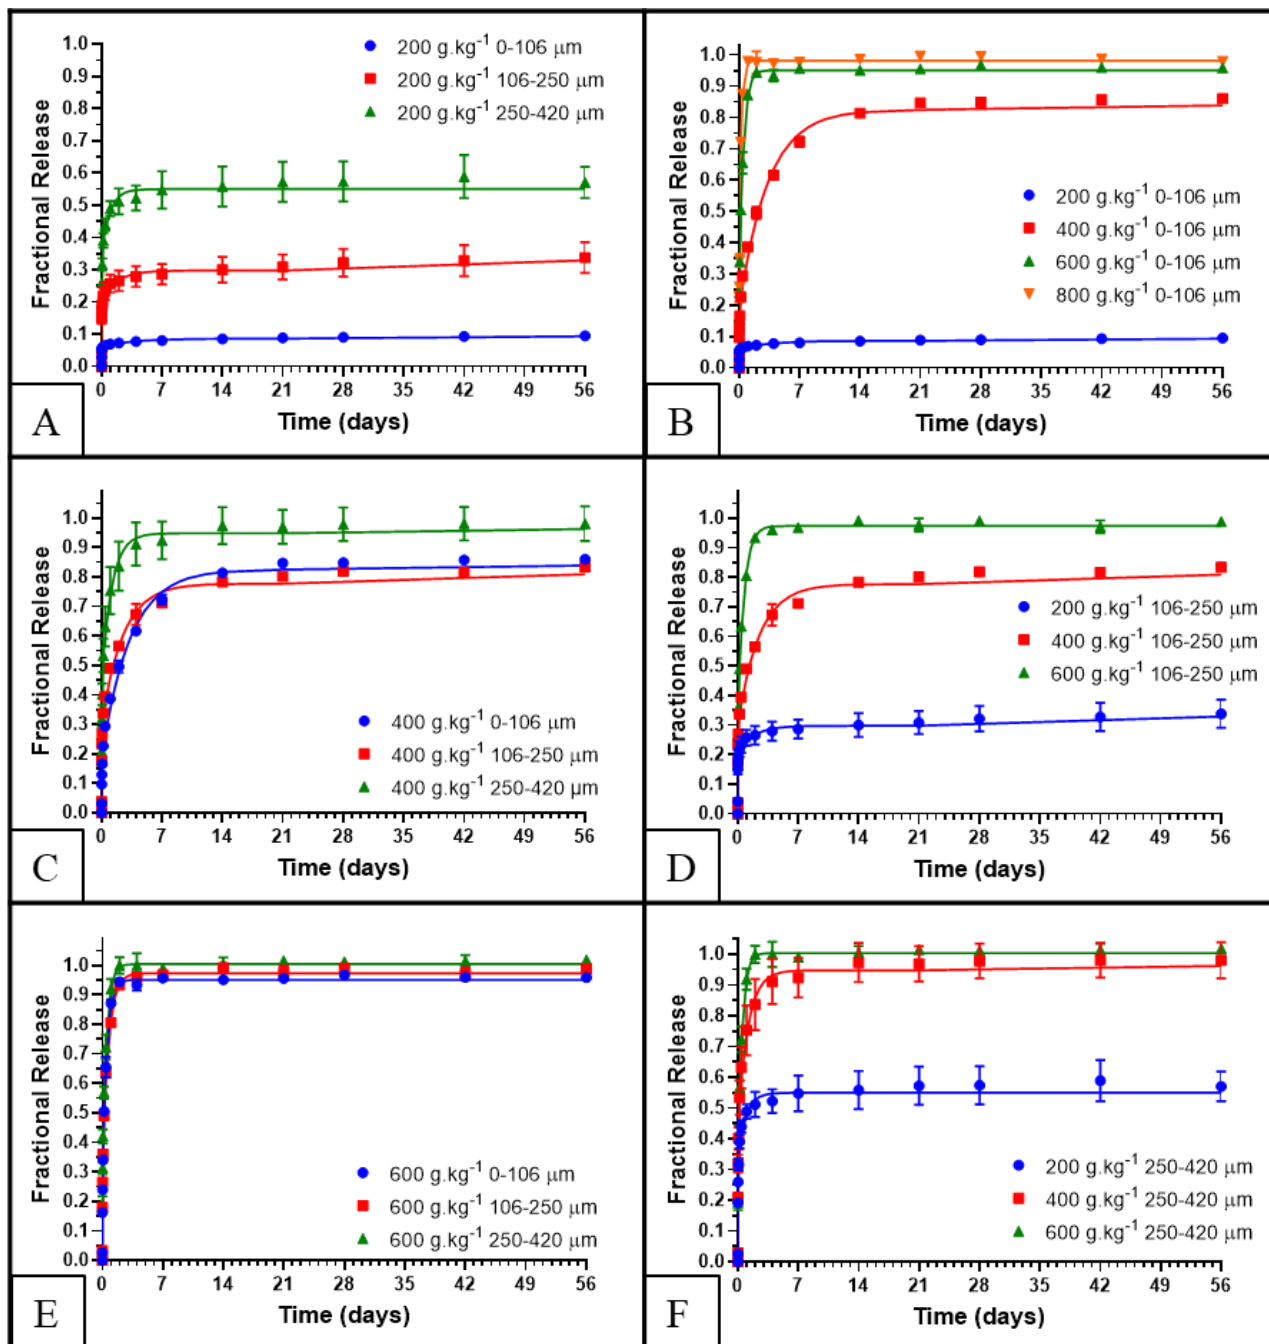 Fractional Release
1.0
0.9
0.8
0.7
0.6
0.5
0.4
0.3
0.2
0.1
0.0
200 g.kg⁻¹ 0-106 μm
200 g.kg⁻¹ 106-250 μm
200 g.kg⁻¹ 250-420 μm
0 7 14 21 28 35 42 49 56
Time (days)
A
Fractional Release
1.0
0.9
0.8
0.7
0.6
0.5
0.4
0.3
0.2
0.1
0.0
200 g.kg⁻¹ 0-106 μm
400 g.kg⁻¹ 0-106 μm
600 g.kg⁻¹ 0-106 μm
800 g.kg⁻¹ 0-106 μm
0 7 14 21 28 35 42 49 56
Time (days)
B
Fractional Release
1.0
0.9
0.8
0.7
0.6
0.5
0.4
0.3
0.2
0.1
0.0
400 g.kg⁻¹ 0-106 μm
400 g.kg⁻¹ 106-250 μm
400 g.kg⁻¹ 250-420 μm
0 7 14 21 28 35 42 49 56
Time (days)
C
Fractional Release
1.0
0.9
0.8
0.7
0.6
0.5
0.4
0.3
0.2
0.1
0.0
200 g.kg⁻¹ 106-250 μm
400 g.kg⁻¹ 106-250 μm
600 g.kg⁻¹ 106-250 μm
0 7 14 21 28 35 42 49 56
Time (days)
D
Fractional Release
1.0
0.9
0.8
0.7
0.6
0.5
0.4
0.3
0.2
0.1
0.0
600 g.kg⁻¹ 0-106 μm
600 g.kg⁻¹ 106-250 μm
600 g.kg⁻¹ 250-420 μm
0 7 14 21 28 35 42 49 56
Time (days)
E
Fractional Release
1.0
0.9
0.8
0.7
0.6
0.5
0.4
0.3
0.2
0.1
0.0
200 g.kg⁻¹ 250-420 μm
400 g.kg⁻¹ 250-420 μm
600 g.kg⁻¹ 250-420 μm
0 7 14 21 28 35 42 49 56
Time (days)
F